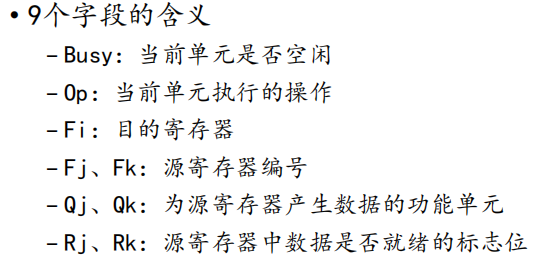 • 9个字段的含义
– Busy：当前单元是否空闲
– Op：当前单元执行的操作
– Fi：目的寄存器
– Fj、Fk：源寄存器编号
– Qj、Qk：为源寄存器产生数据的功能单元
– Rj、Rk：源寄存器中数据是否就绪的标志位